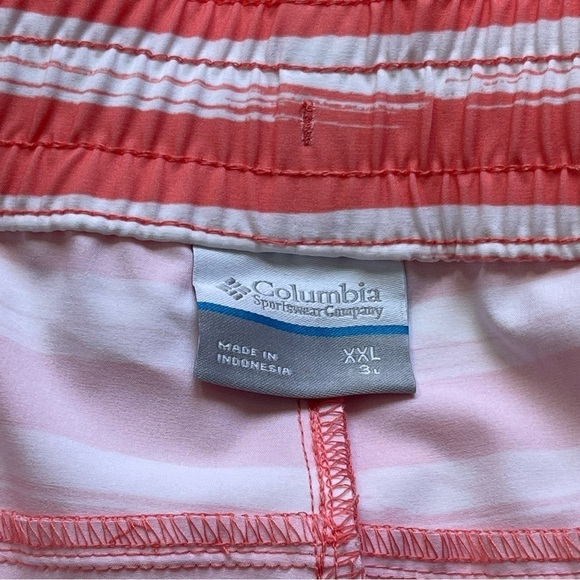 Columbia
Sportswear Company
MADE IN
INDONESIA
XXL
3L